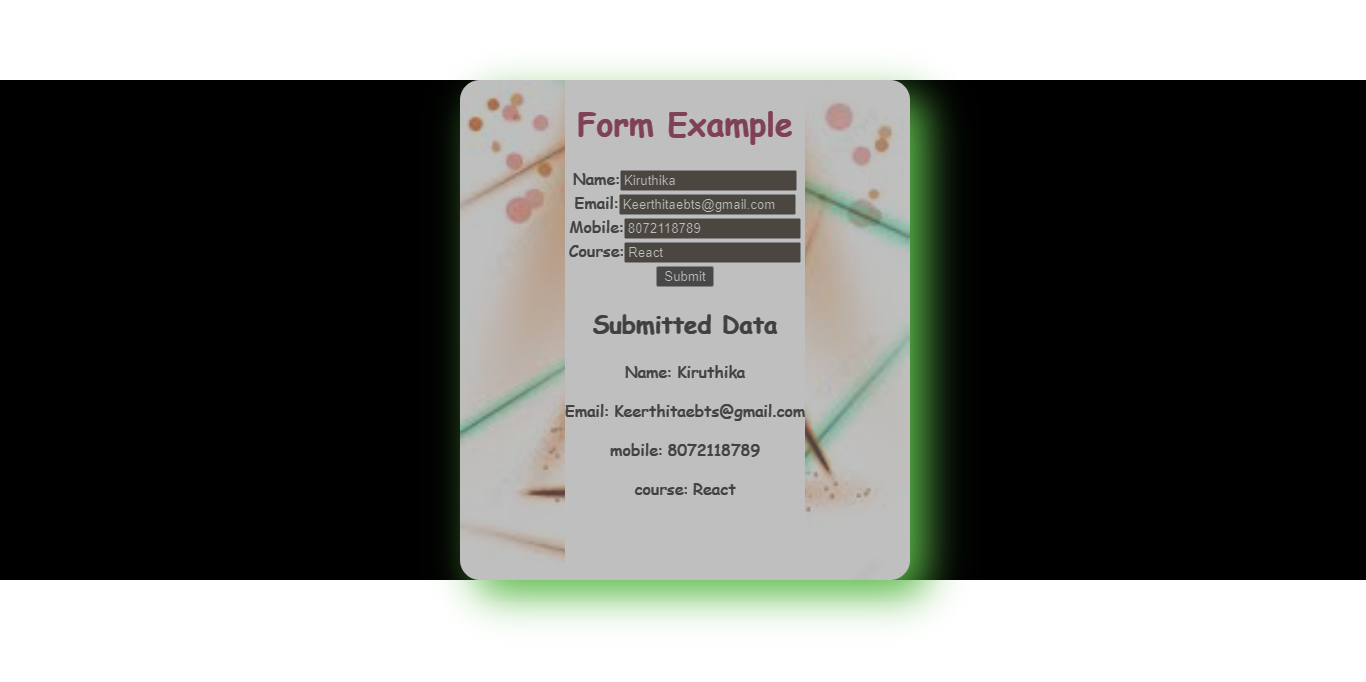 Form Example
Name: Kiruthika
Email: Keerthitaebts@gmail.com
Mobile: 8072118789
Course: React
Submit
Submitted Data
Name: Kiruthika
Email: Keerthitaebts@gmail.com
mobile: 8072118789
course: React